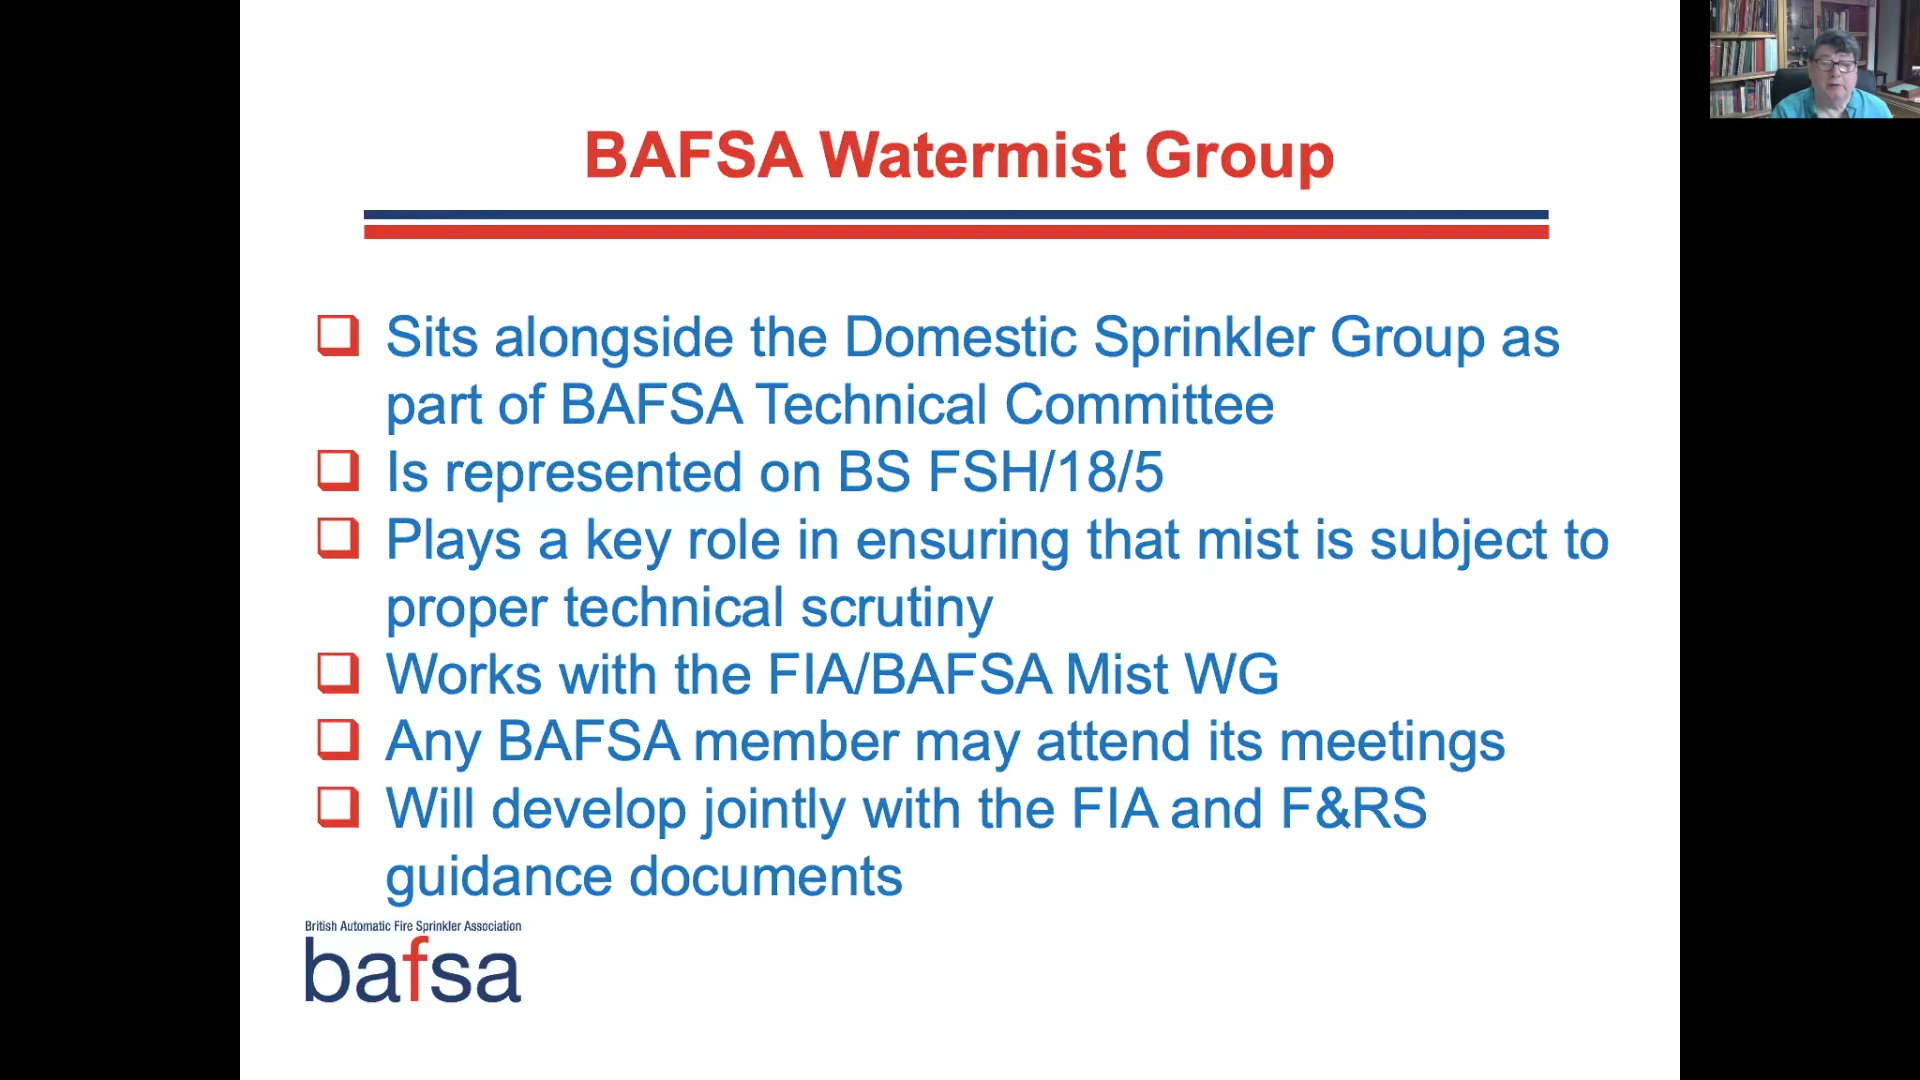 BAFSA Watermist Group
Sits alongside the Domestic Sprinkler Group as
part of BAFSA Technical Committee
Is represented on BS FSH/18/5
Plays a key role in ensuring that mist is subject to
proper technical scrutiny
Works with the FIA/BAFSA Mist WG
Any BAFSA member may attend its meetings
Will develop jointly with the FIA and F&RS
guidance documents
British Automatic Fire Sprinkler Association
bafsa